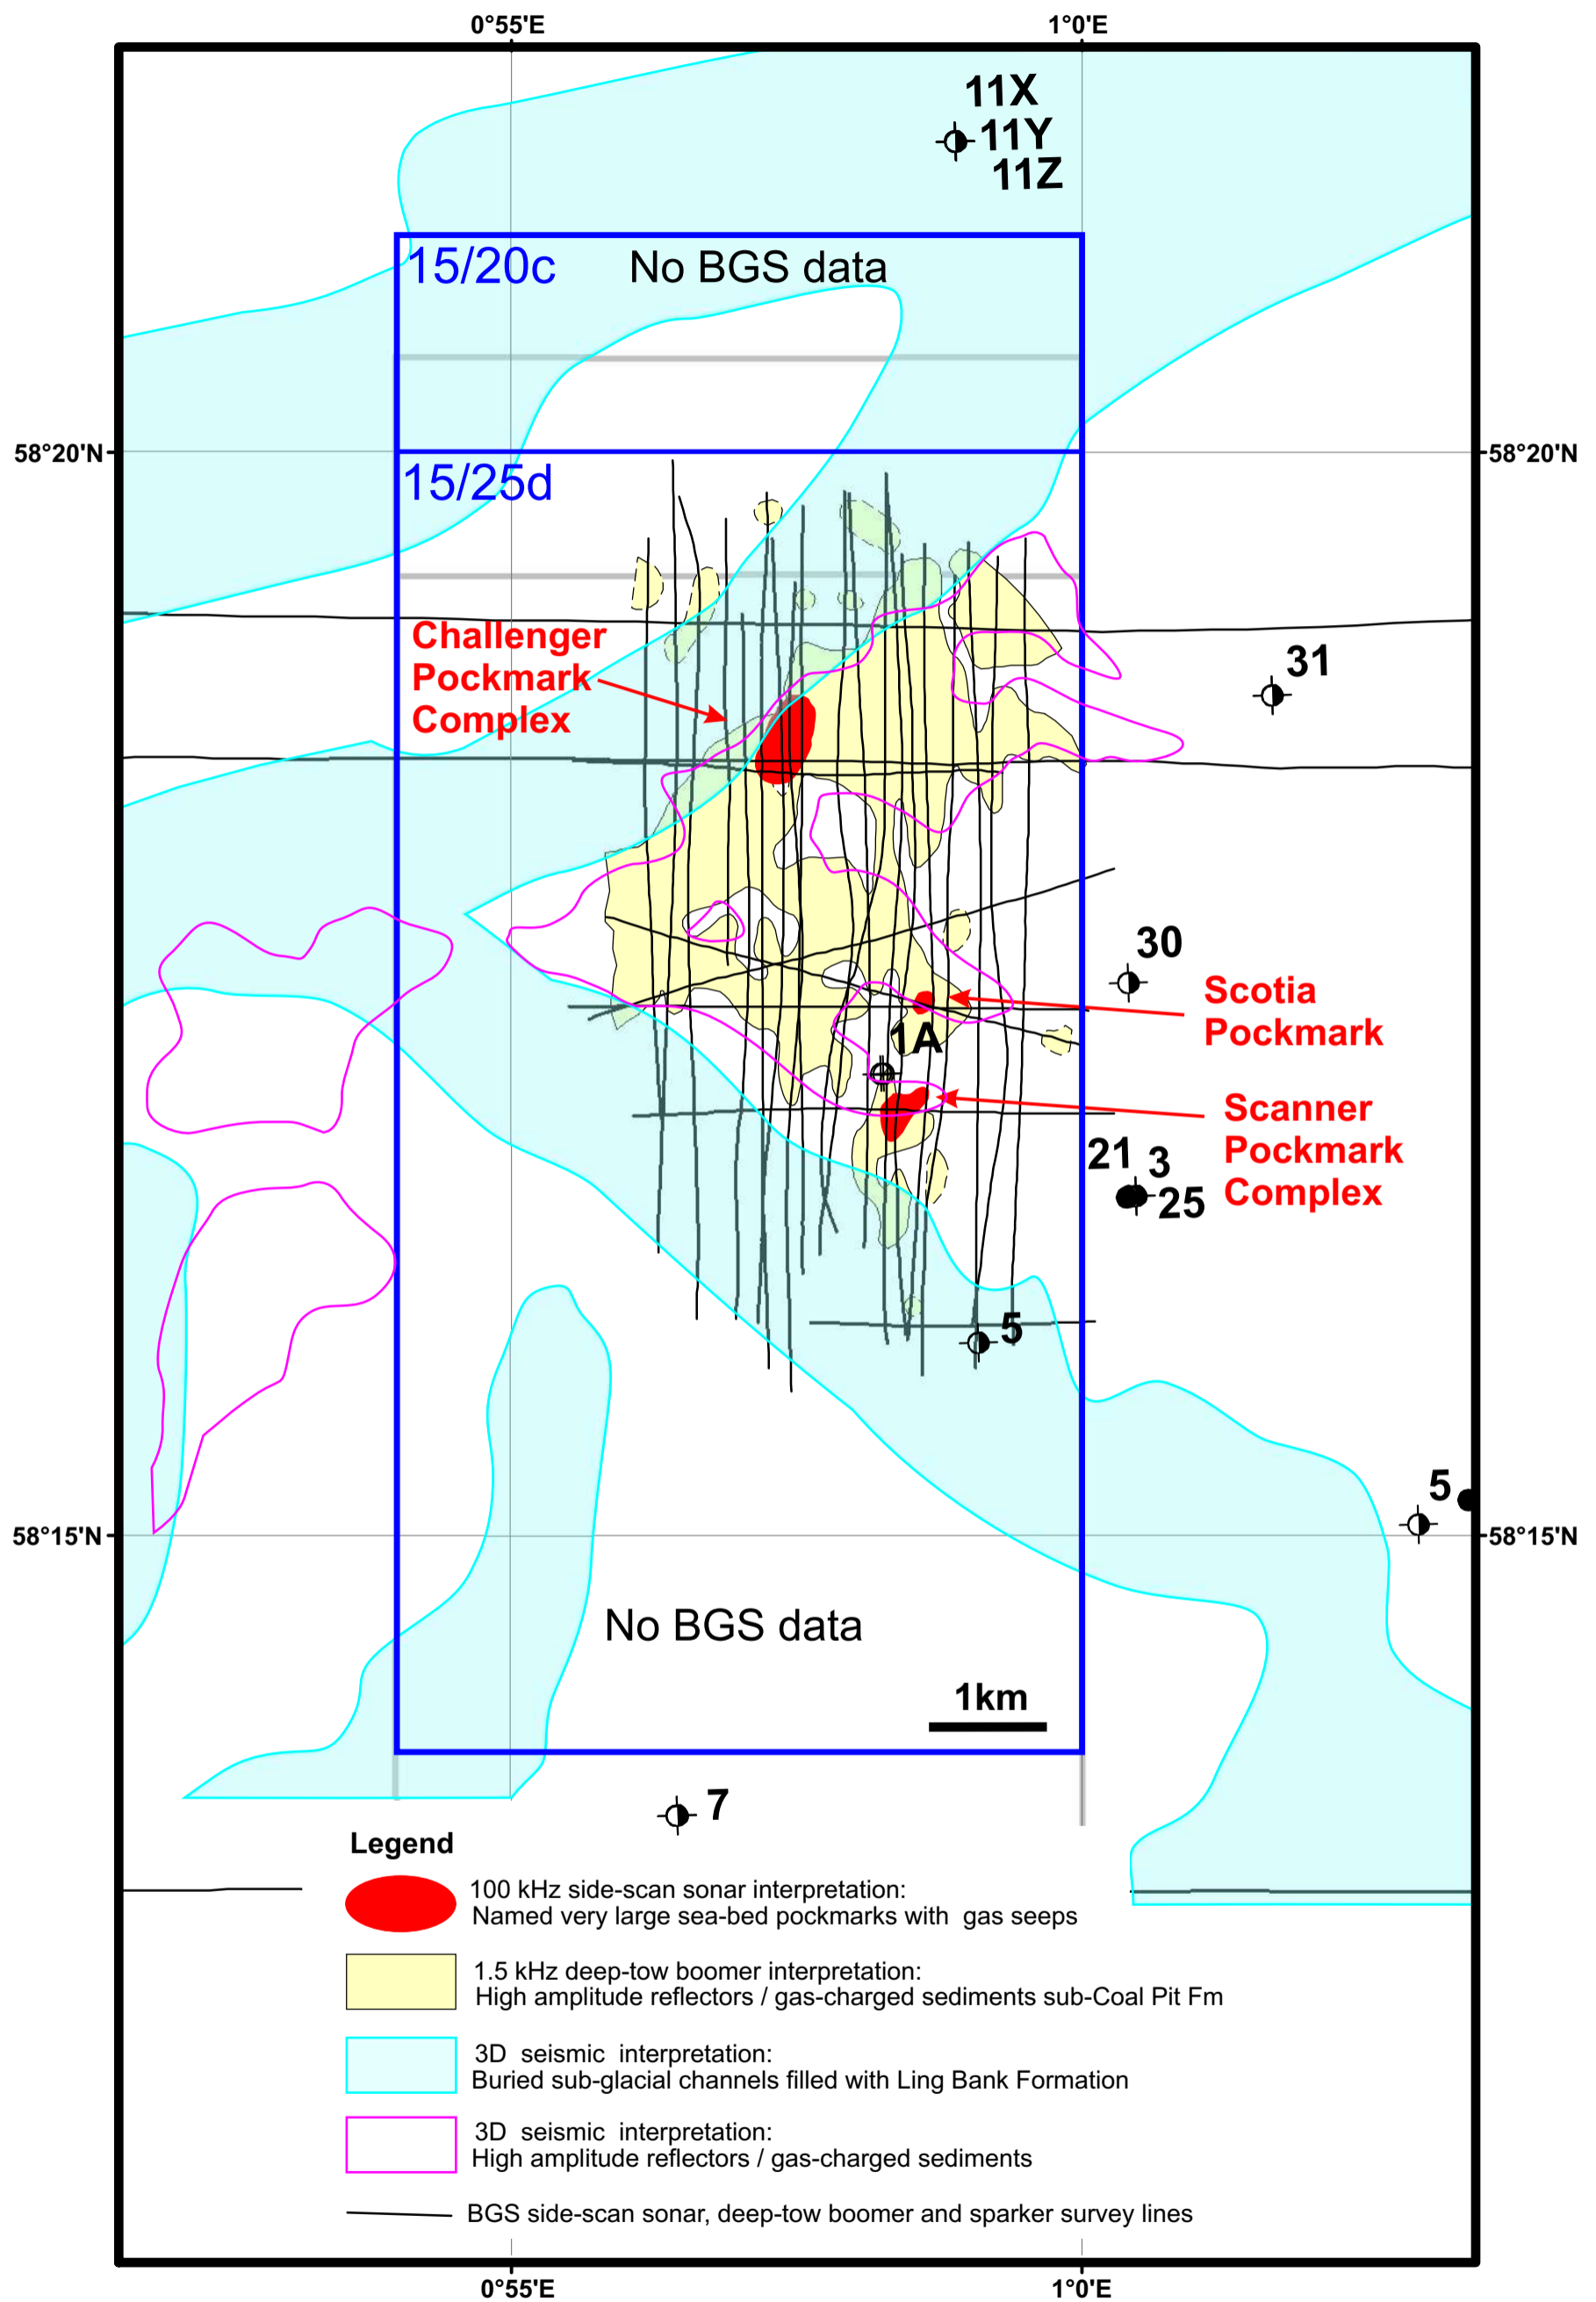 0°55'E 1°0'E
11X
11Y
11Z
15/20c No BGS data
58°20'N 58°20'N
15/25d
Challenger
Pockmark
Complex
31
30
Scotia
Pockmark
1A
Scanner
Pockmark
Complex
21 3
25
5
5
58°15'N 58°15'N
No BGS data
1km
7
Legend
100 kHz side-scan sonar interpretation:
Named very large sea-bed pockmarks with gas seeps
1.5 kHz deep-tow boomer interpretation:
High amplitude reflectors / gas-charged sediments sub-Coal Pit Fm
3D seismic interpretation:
Buried sub-glacial channels filled with Ling Bank Formation
3D seismic interpretation:
High amplitude reflectors / gas-charged sediments
BGS side-scan sonar, deep-tow boomer and sparker survey lines
0°55'E 1°0'E